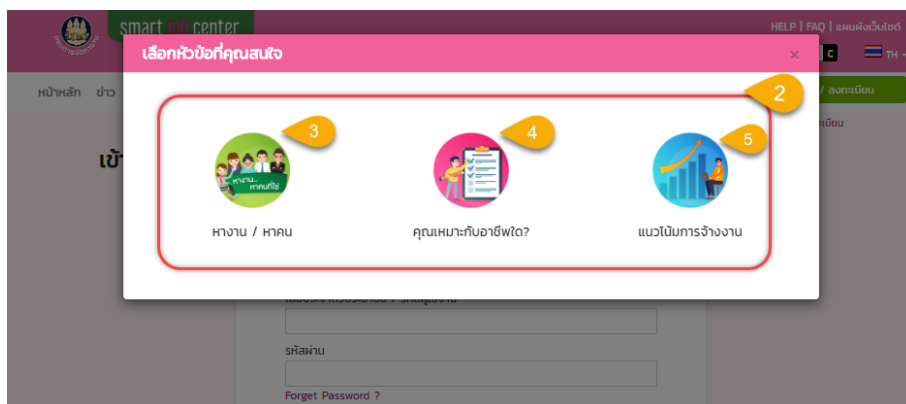 smart job center
HELP | FAQ | แผนผังเว็บไซต์
เลือกหัวข้อที่คุณสนใจ
×
C
TH
หน้าหลัก ข่าว
2
/ ลงทะเบียน
3
4
5
เข้า
หางาน..
หาคนที่ใช่
หางาน / หาคน
คุณเหมาะกับอาชีพใด?
แนวโน้มการจ้างงาน
รหัสผ่าน
Forget Password ?